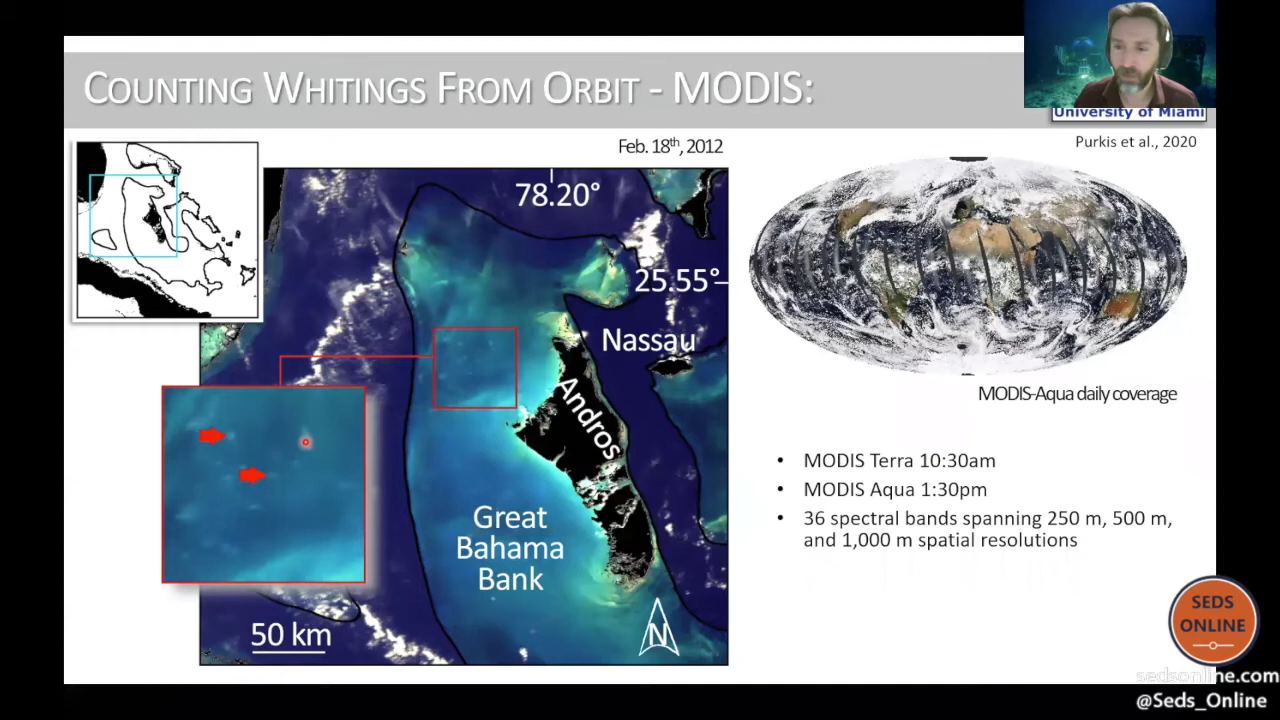 COUNTING WHITINGS FROM ORBIT - MODIS:
University of Miami
Feb. 18th, 2012
Purkis et al., 2020
78.20°
25.55°
Nassau
Andros
Great
Bahama
Bank
50 km
N
MODIS-Aqua daily coverage
• MODIS Terra 10:30am
• MODIS Aqua 1:30pm
• 36 spectral bands spanning 250 m, 500 m,
and 1,000 m spatial resolutions
SEDS
ONLINE
sedsonline.com
@Seds_Online